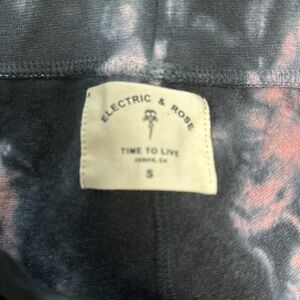 ELECTRIC & ROSE
TIME TO LIVE
VENICE, CA
S